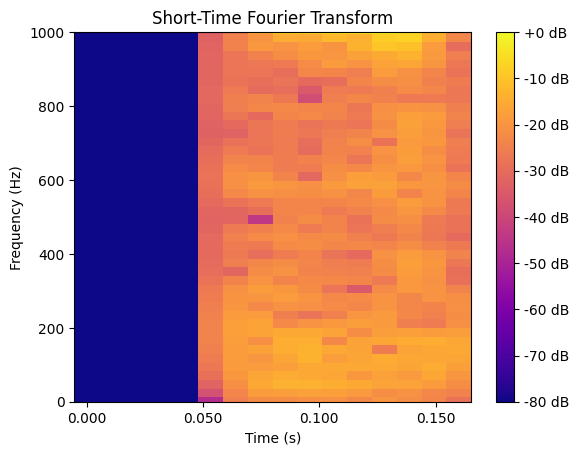 Short-Time Fourier Transform
1000
800
600
400
200
0
Frequency (Hz)
0.000
0.050
0.100
0.150
Time (s)
+0 dB
-10 dB
-20 dB
-30 dB
-40 dB
-50 dB
-60 dB
-70 dB
-80 dB